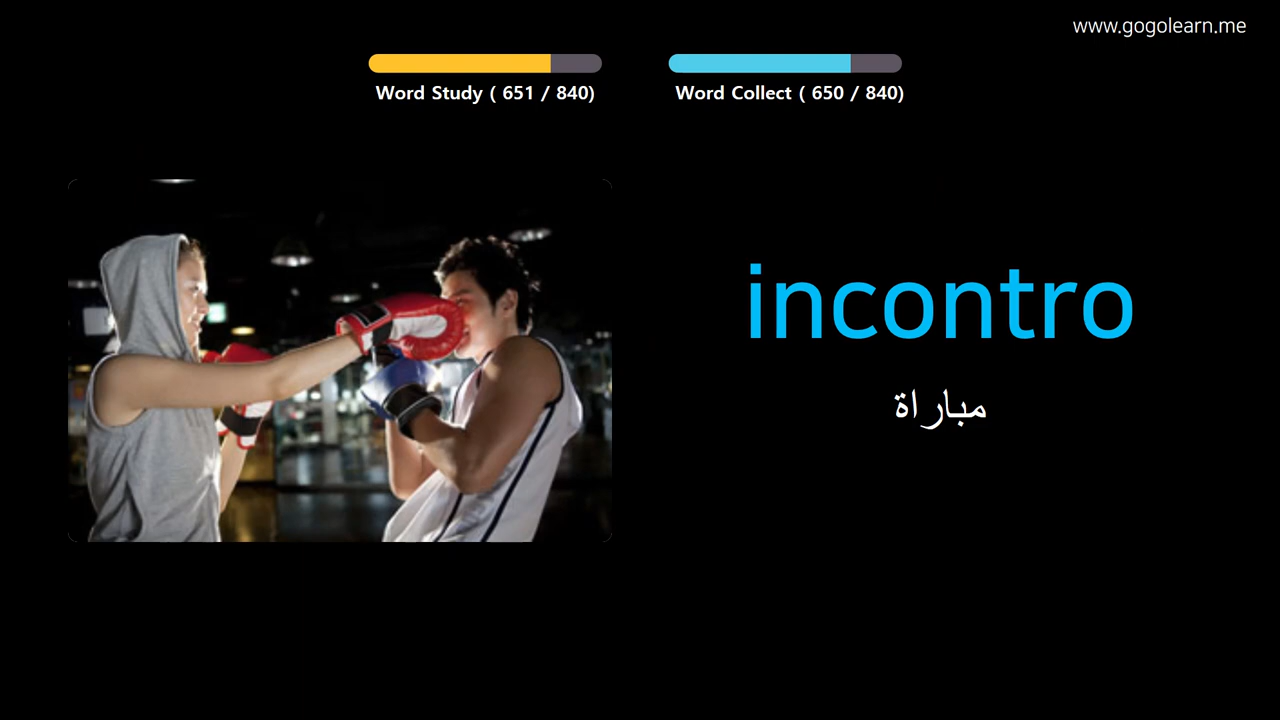 www.gogolearn.me
Word Study ( 651 / 840)
Word Collect ( 650 / 840)
incontro
مباراة